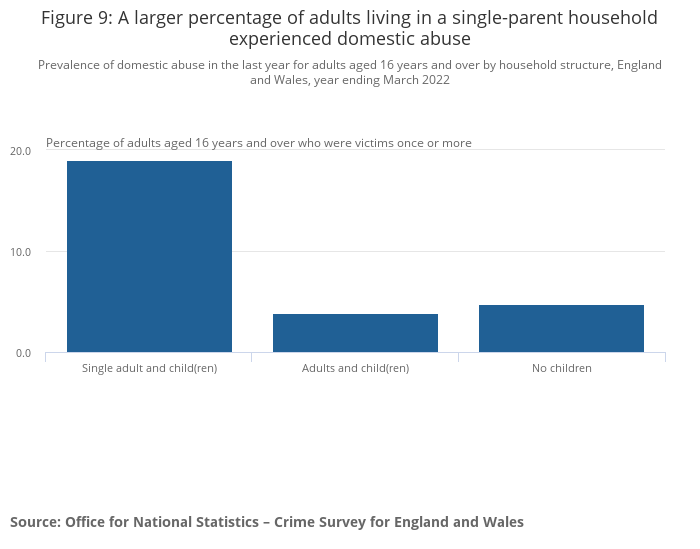 Figure 9: A larger percentage of adults living in a single-parent household
experienced domestic abuse
Prevalence of domestic abuse in the last year for adults aged 16 years and over by household structure, England
and Wales, year ending March 2022
Percentage of adults aged 16 years and over who were victims once or more
20.0
10.0
0.0
Single adult and child(ren)
Adults and child(ren)
No children
Source: Office for National Statistics – Crime Survey for England and Wales